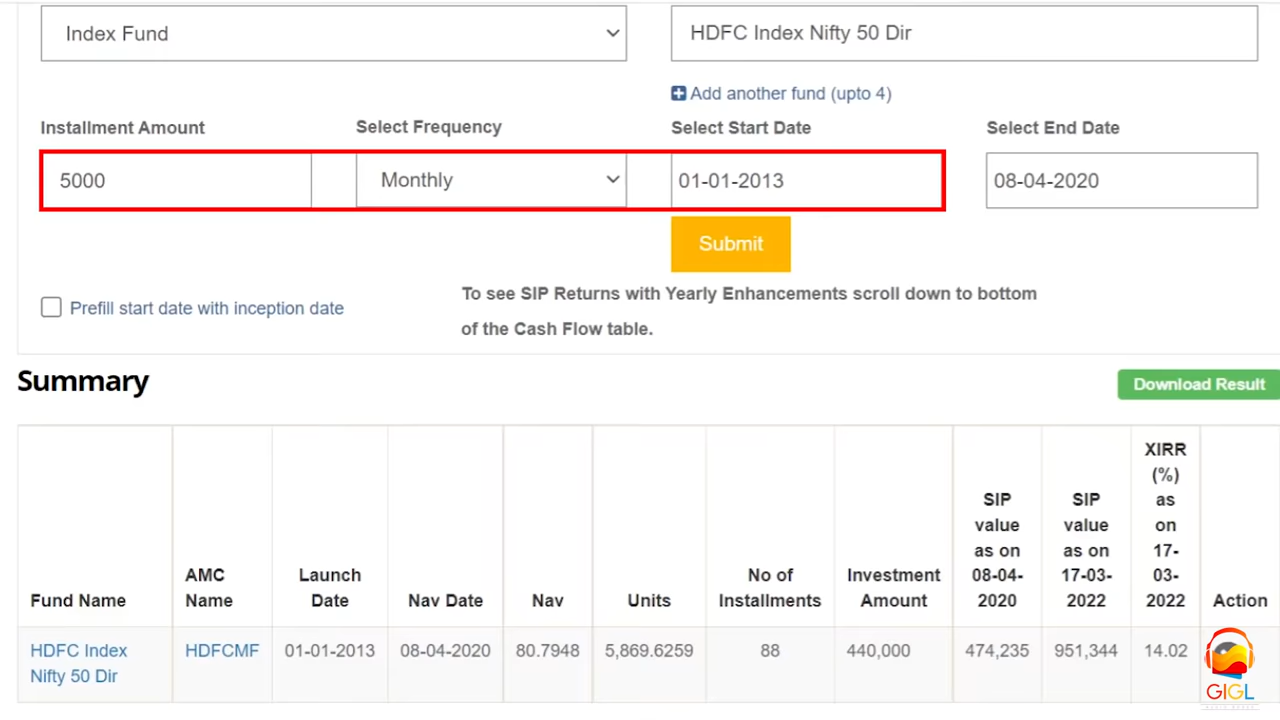 Index Fund
HDFC Index Nifty 50 Dir
Add another fund (upto 4)
Installment Amount
Select Frequency
Select Start Date
Select End Date
5000
Monthly
01-01-2013
08-04-2020
Submit
Prefill start date with inception date
To see SIP Returns with Yearly Enhancements scroll down to bottom
of the Cash Flow table.
Summary
Download Result
Fund Name
AMC
Name
Launch
Date
Nav Date
Nav
Units
No of
Installments
Investment
Amount
SIP
value
as on
08-04-
2020
SIP
value
as on
17-03-
2022
XIRR
(%)
as
on
17-
03-
2022
Action
HDFC Index
Nifty 50 Dir
HDFCMF
01-01-2013
08-04-2020
80.7948
5,869.6259
88
440,000
474,235
951,344
14.02
GIGL